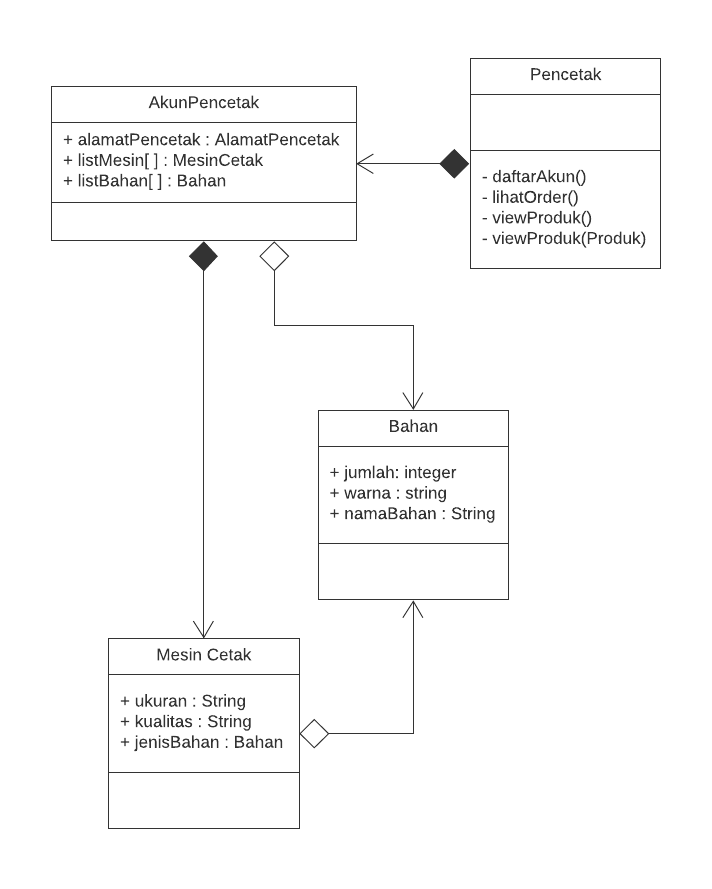 AkunPencetak
+ alamatPencetak : AlamatPencetak
+ listMesin[ ] : MesinCetak
+ listBahan[ ] : Bahan
Pencetak
- daftarAkun()
- lihatOrder()
- viewProduk()
- viewProduk(Produk)
Bahan
+ jumlah: integer
+ warna : string
+ namaBahan : String
Mesin Cetak
+ ukuran : String
+ kualitas : String
+ jenisBahan : Bahan